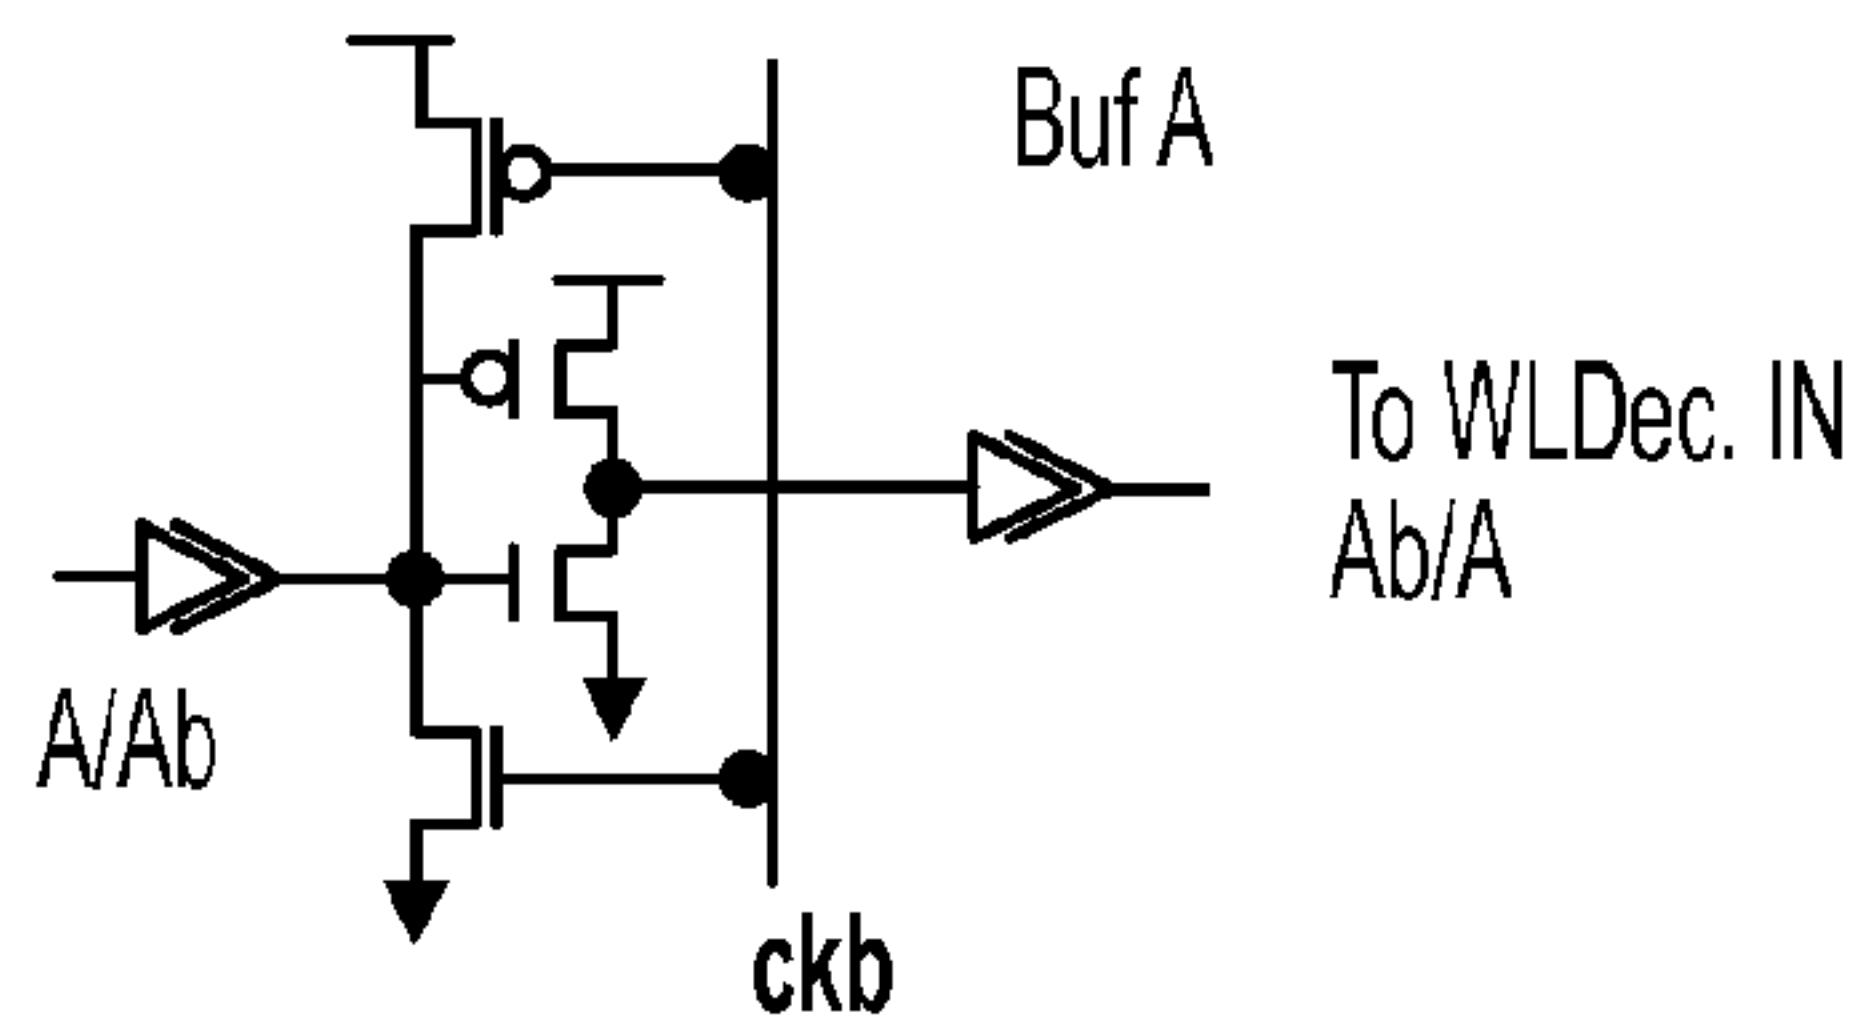 Buf A
To WLDec. IN
Ab/A
A/Ab
ckb